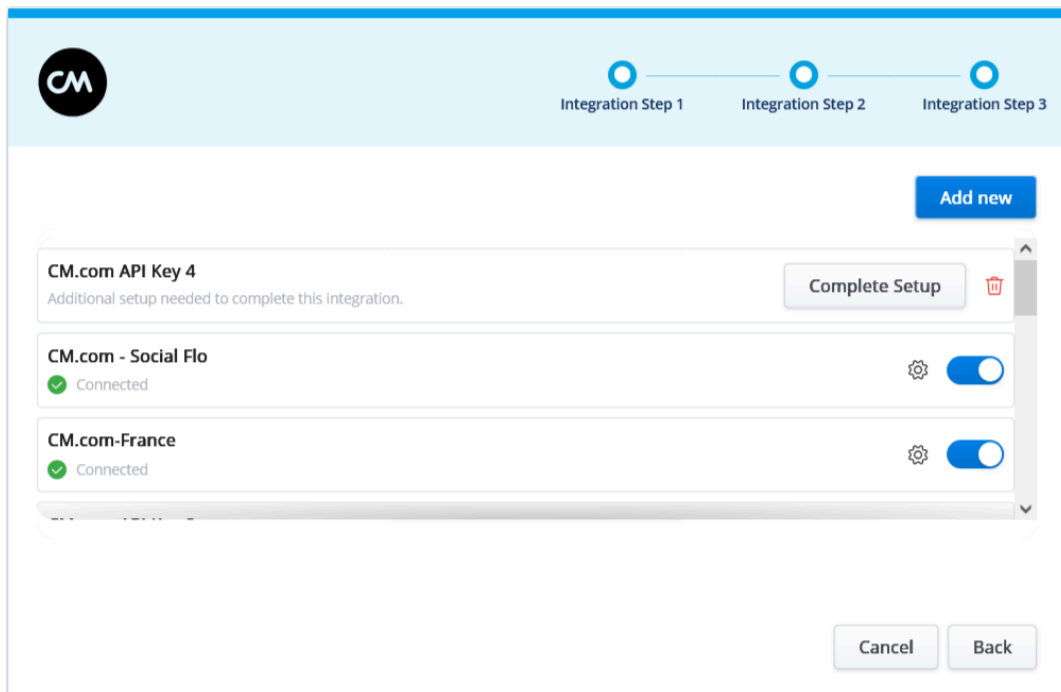 CM
Integration Step 1
Integration Step 2
Integration Step 3
Add new
CM.com API Key 4
Additional setup needed to complete this integration.
Complete Setup
CM.com - Social Flo
Connected
CM.com-France
Connected
Cancel
Back